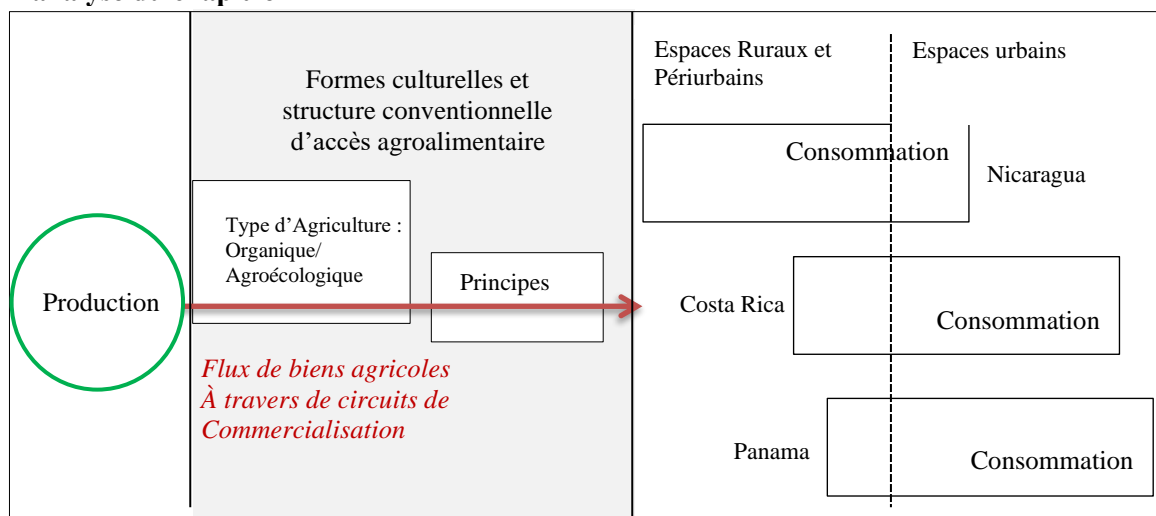 Formes culturelles et
structure conventionnelle
d'accès agroalimentaire
Espaces Ruraux et
Périurbains
Espaces urbains
Consommation
Nicaragua
Type d'Agriculture :
Organique/
Agroécologique
Principes
Production
Costa Rica
Consommation
Flux de biens agricoles
À travers de circuits de
Commercialisation
Panama
Consommation